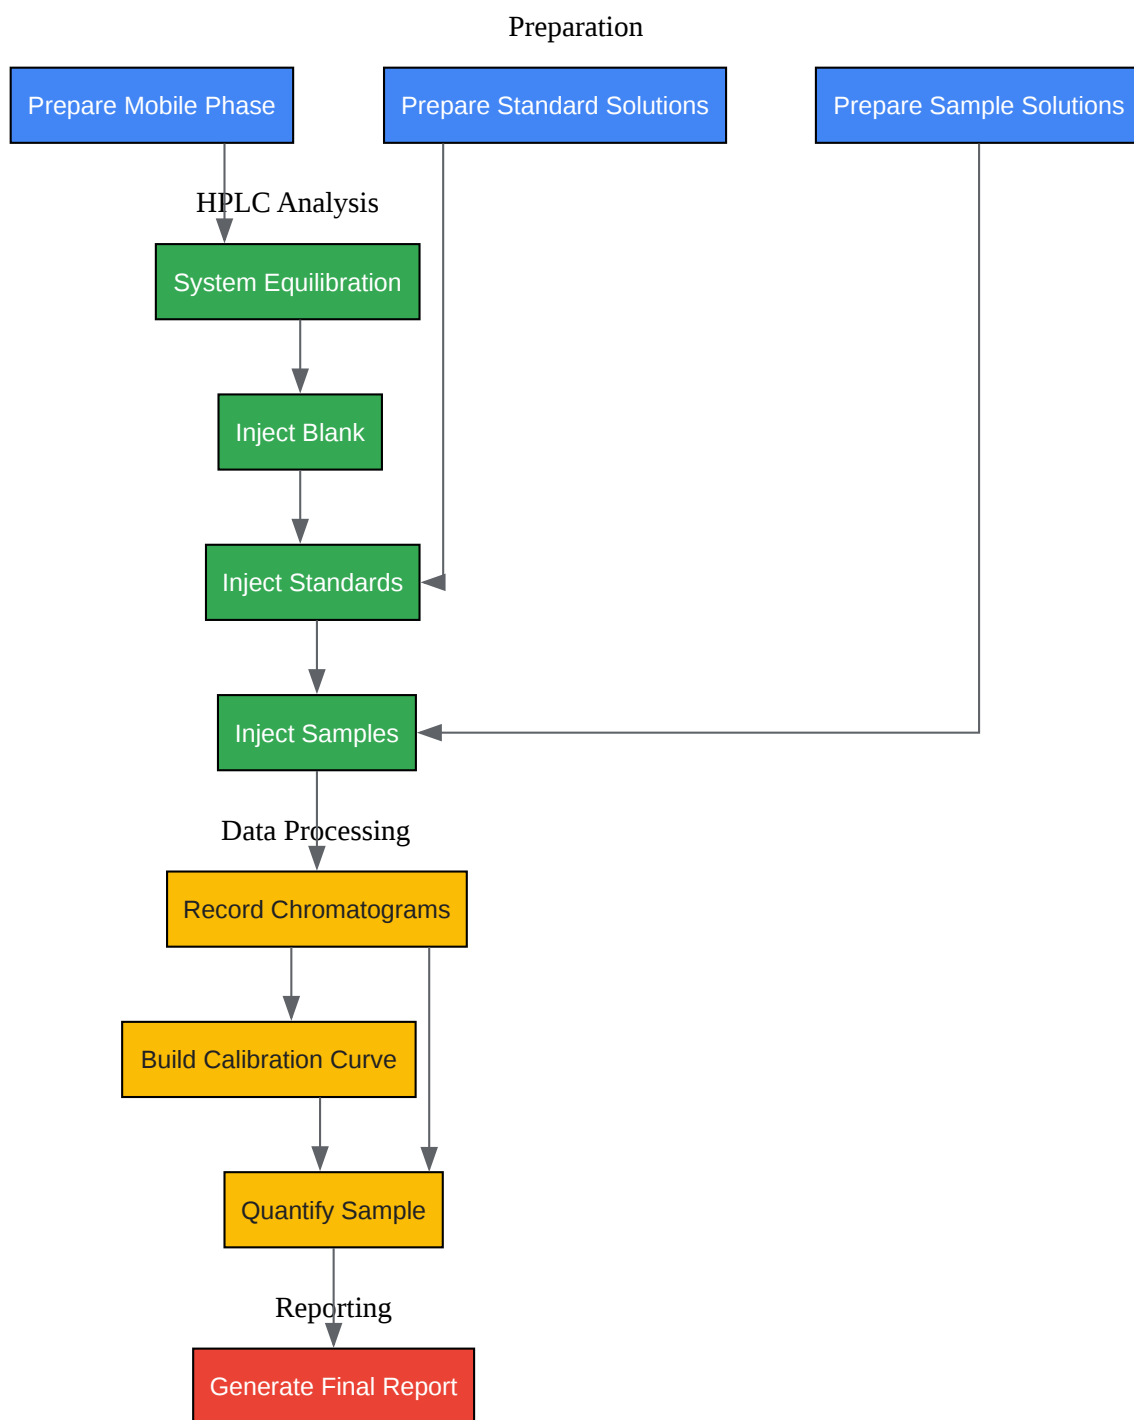 Preparation
Prepare Mobile Phase
Prepare Standard Solutions
Prepare Sample Solutions
HPLC Analysis
System Equilibration
Inject Blank
Inject Standards
Inject Samples
Data Processing
Record Chromatograms
Build Calibration Curve
Quantify Sample
Reporting
Generate Final Report